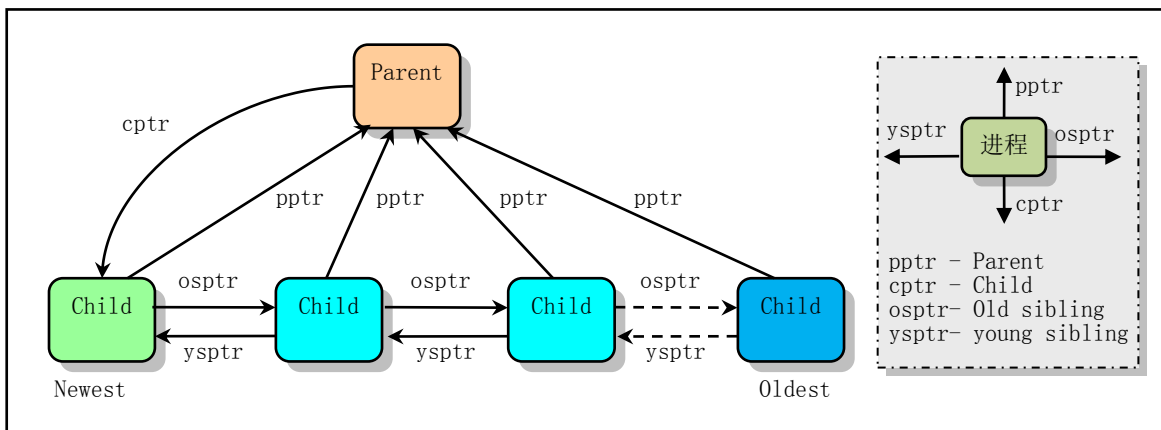 Parent
cptr
pptr
pptr
pptr
pptr
Child
osptr
Child
osptr
Child
osptr
Child
ysptr
ysptr
ysptr
Newest
Oldest
pptr
ysptr
进程
osptr
cptr
pptr - Parent
cptr - Child
osptr- Old sibling
ysptr- young sibling